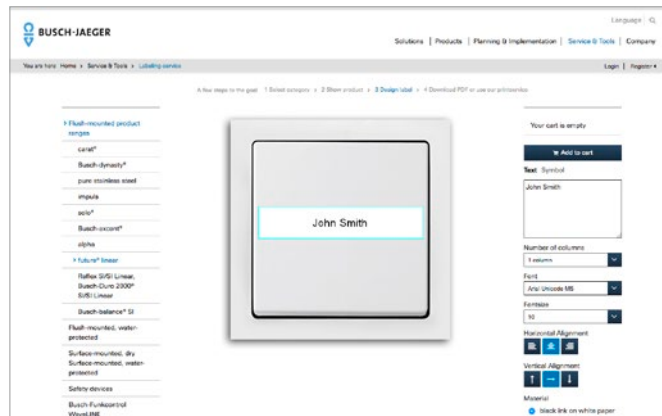 BUSCH-JAEGER
Language
Solutions | Products | Planning & Implementation | Service & Tools | Company
You are here: Home › Service & Tools › Labeling service
Login | Register
A few steps to the goal: 1 Select category › 2 Show product › 3 Design label › 4 Download PDF or use our printservice.
Flush-mounted product ranges
carat®
Busch-dynasty®
pure stainless steel
impuls
solo®
Busch-axcent®
alpha
future® linear
Reflex SI/SI Linear,
Busch-Duro 2000®
SI/SI Linear
Busch-balance® SI
Flush-mounted, water-
protected
Surface-mounted, dry
Surface-mounted, water-
protected
Safety devices
Busch-Funkcontrol
WaveLINE
John Smith
Your cart is empty
Add to cart
Text Symbol
John Smith
Number of columns
1 column
Font
Arial Unicode MS
Fontsize
10
Horizontal Alignment
Vertical Alignment
Material
black ink on white paper